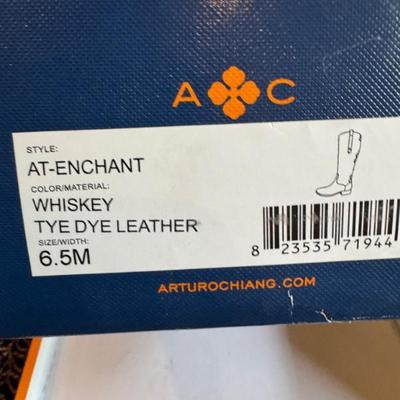 A C
STYLE:
AT-ENCHANT
COLOR/MATERIAL:
WHISKEY
TYE DYE LEATHER
SIZE/WIDTH:
6.5M
8 23535 71944
ARTUROCHIANG.COM